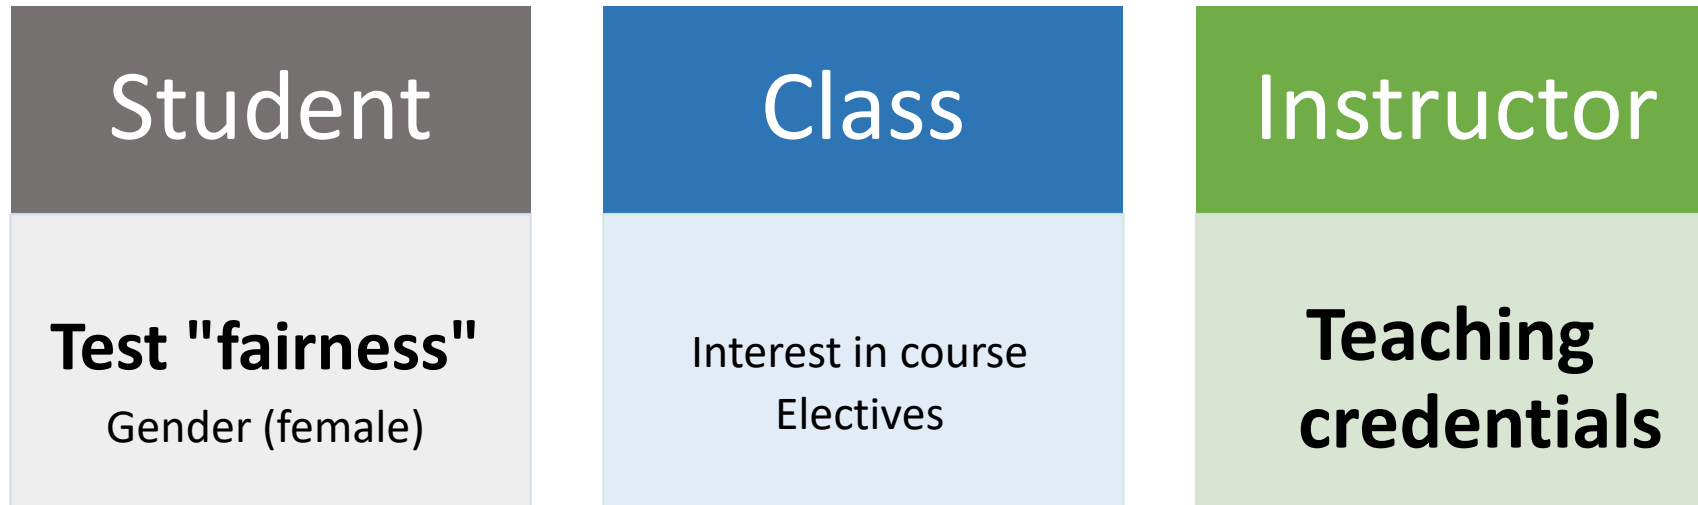 Student
Test "fairness"
Gender (female)
Class
Interest in course
Electives
Instructor
Teaching
credentials